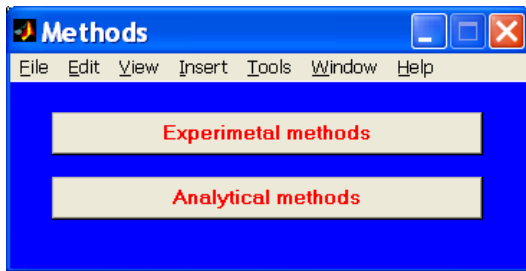 Methods
File Edit View Insert Tools Window Help
Experimetal methods
Analytical methods